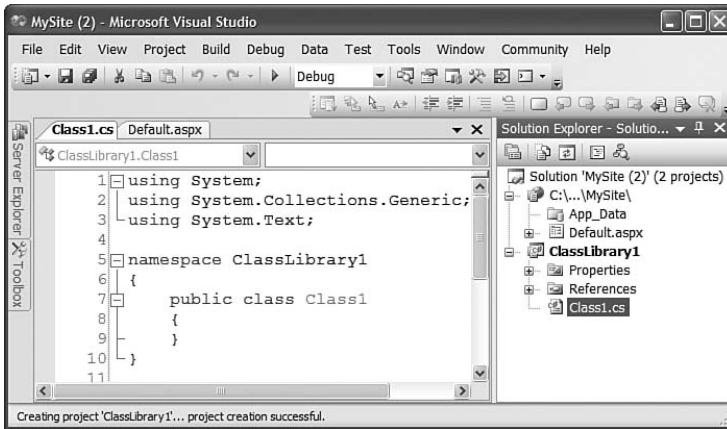 MySite (2) - Microsoft Visual Studio
File Edit View Project Build Debug Data Test Tools Window Community Help
Debug
Class1.cs Default.aspx
ClassLibrary1.Class1
1 using System;
2 using System.Collections.Generic;
3 using System.Text;
4
5 namespace ClassLibrary1
6 {
7 public class Class1
8 {
9 }
10 }
11
Server Explorer
Toolbox
Solution Explorer - Solutio...
Solution 'MySite (2)' (2 projects)
C:\...\MySite\
App_Data
Default.aspx
ClassLibrary1
Properties
References
Class1.cs
Creating project 'ClassLibrary1'... project creation successful.